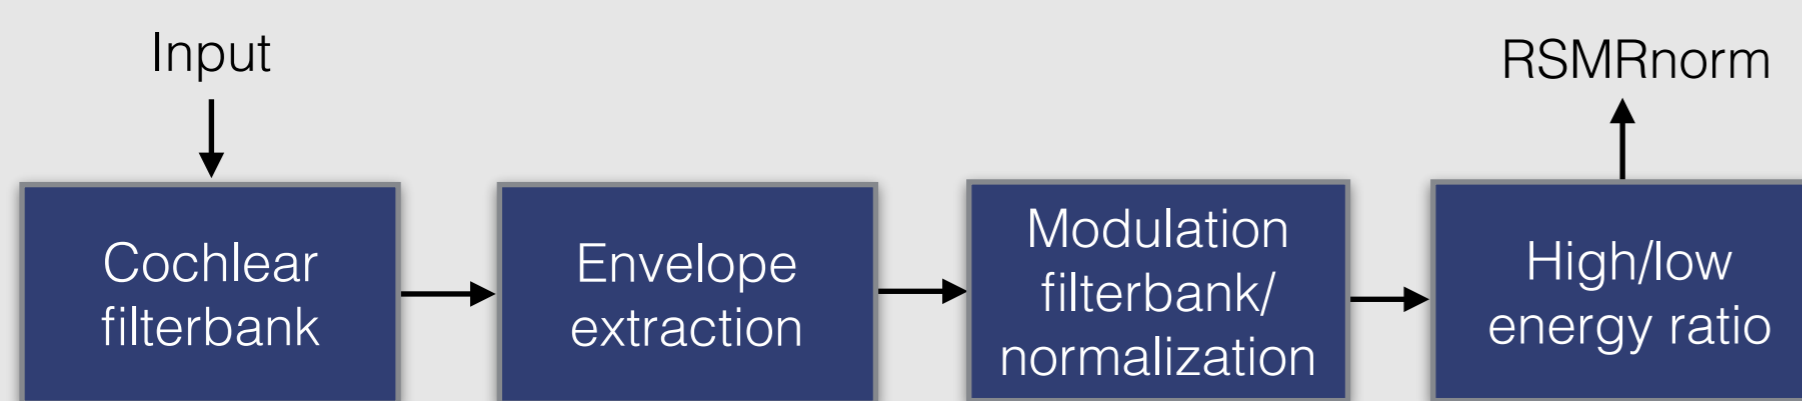 Input
RSMRnorm
Cochlear
filterbank
Envelope
extraction
Modulation
filterbank/
normalization
High/low
energy ratio